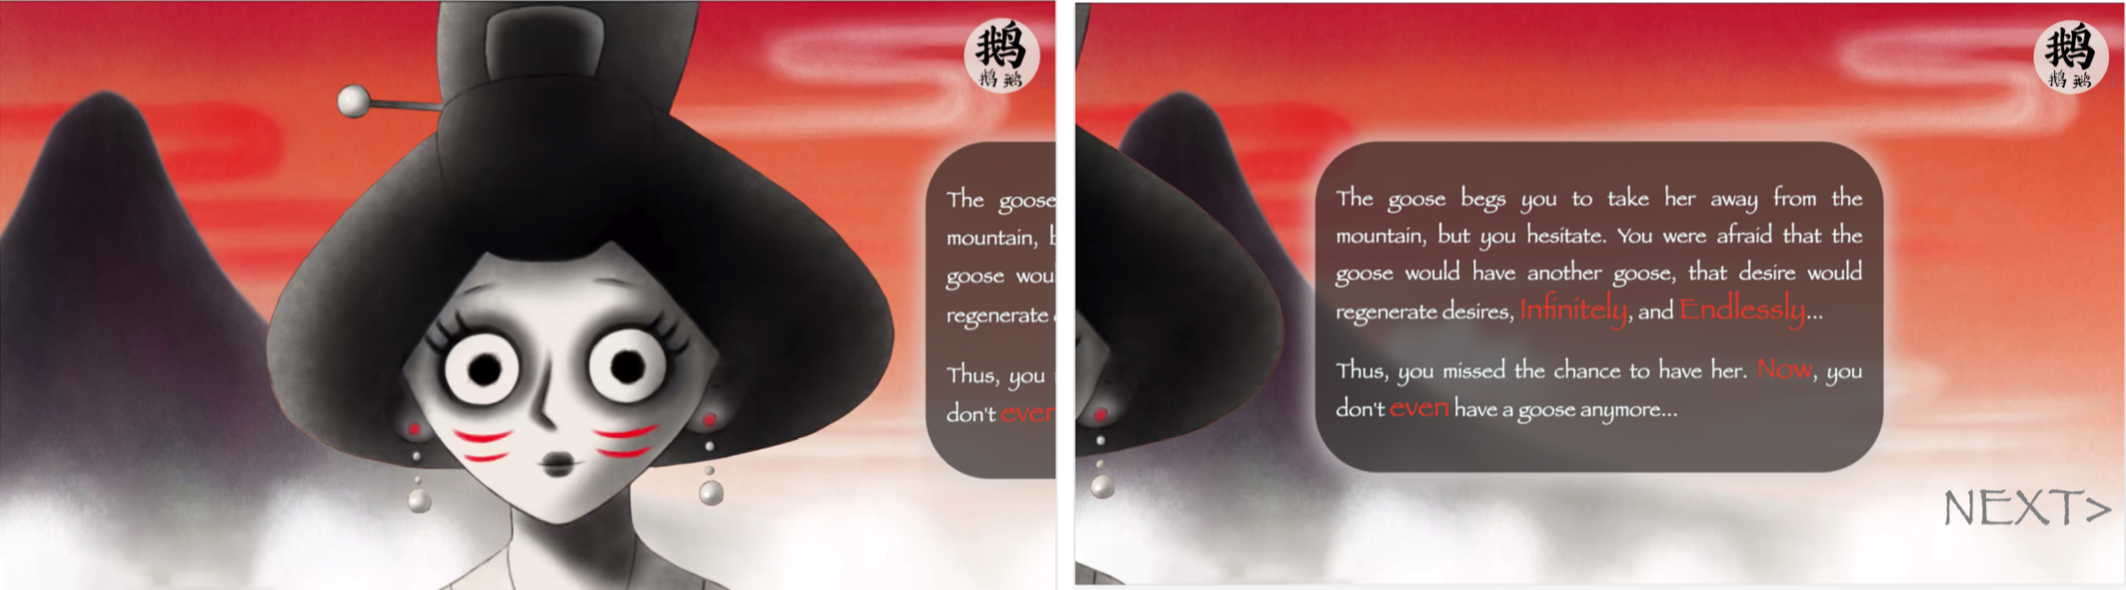 鹅
鹅 鹅
The goose
mountain, b
goose wou
regenerate
Thus, you
don't ever
鹅
鹅 鹅
The goose begs you to take her away from the
mountain, but you hesitate. You were afraid that the
goose would have another goose, that desire would
regenerate desires, Infinitely, and Endlessly...
Thus, you missed the chance to have her. Now, you
don't even have a goose anymore...
NEXT>